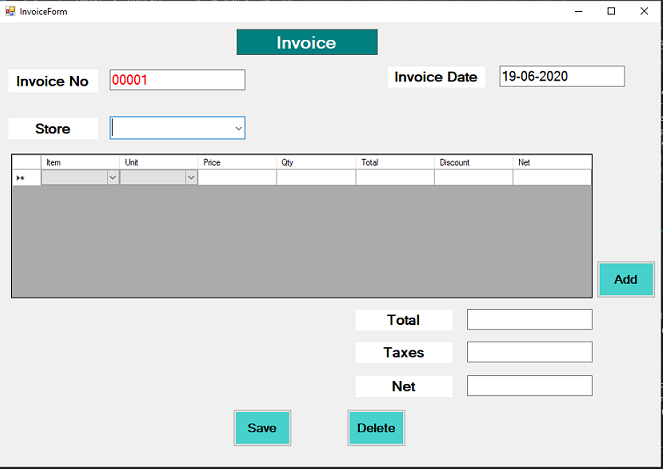 InvoiceForm
Invoice
Invoice No 00001 Invoice Date 19-06-2020
Store
Item Unit Price Qty Total Discount Net
Add
Total
Taxes
Net
Save Delete